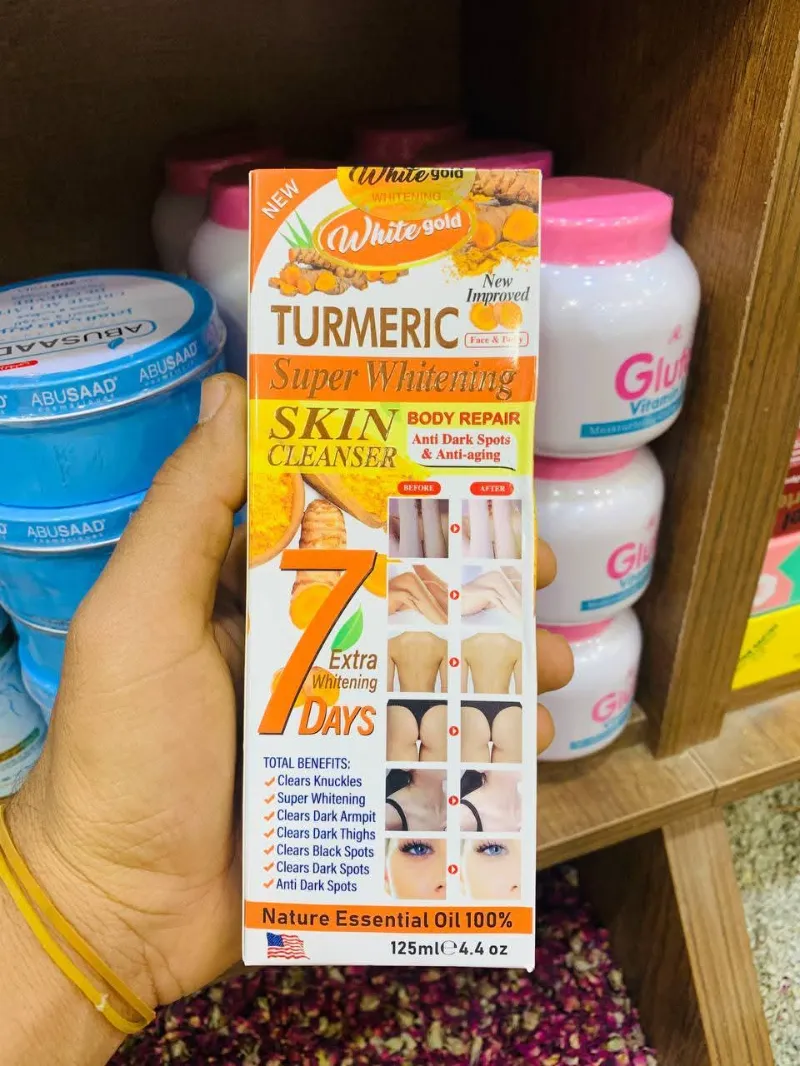 White gold
WHITENING
NEW
White gold
New
Improved
TURMERIC
Face & Body
Super Whitening
SKIN
CLEANSER
BODY REPAIR
Anti Dark Spots
& Anti-aging
BEFORE
AFTER
7
Extra
Whitening
DAYS
TOTAL BENEFITS:
Clears Knuckles
Super Whitening
Clears Dark Armpit
Clears Dark Thighs
Clears Black Spots
Clears Dark Spots
Anti Dark Spots
Nature Essential Oil 100%
125ml℮4.4 oz
ABUSAAD
ABUSAAD
ABUSAAD
ABUSAAD
ABUSAAD
Vitamin